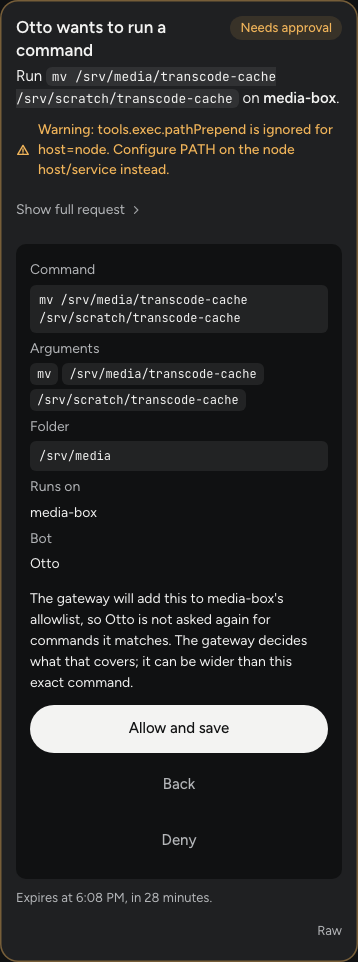 Otto wants to run a
command
Needs approval
Run mv /srv/media/transcode-cache
/srv/scratch/transcode-cache on media-box.
Warning: tools.exec.pathPrepend is ignored for
host=node. Configure PATH on the node
host/service instead.
Show full request
Command
mv /srv/media/transcode-cache
/srv/scratch/transcode-cache
Arguments
mv /srv/media/transcode-cache
/srv/scratch/transcode-cache
Folder
/srv/media
Runs on
media-box
Bot
Otto
The gateway will add this to media-box's
allowlist, so Otto is not asked again for
commands it matches. The gateway decides
what that covers; it can be wider than this
exact command.
Allow and save
Back
Deny
Expires at 6:08 PM, in 28 minutes.
Raw